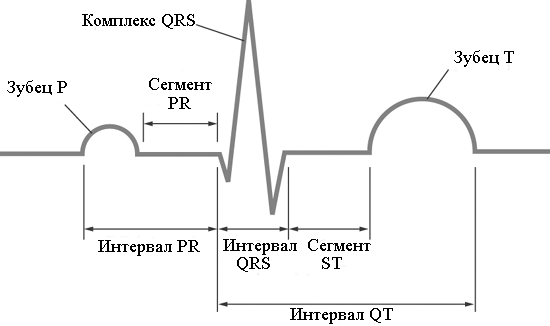 Комплекс QRS
Зубец T
Зубец P
Сегмент
PR
Интервал PR
Интервал
QRS
Сегмент
ST
Интервал QT